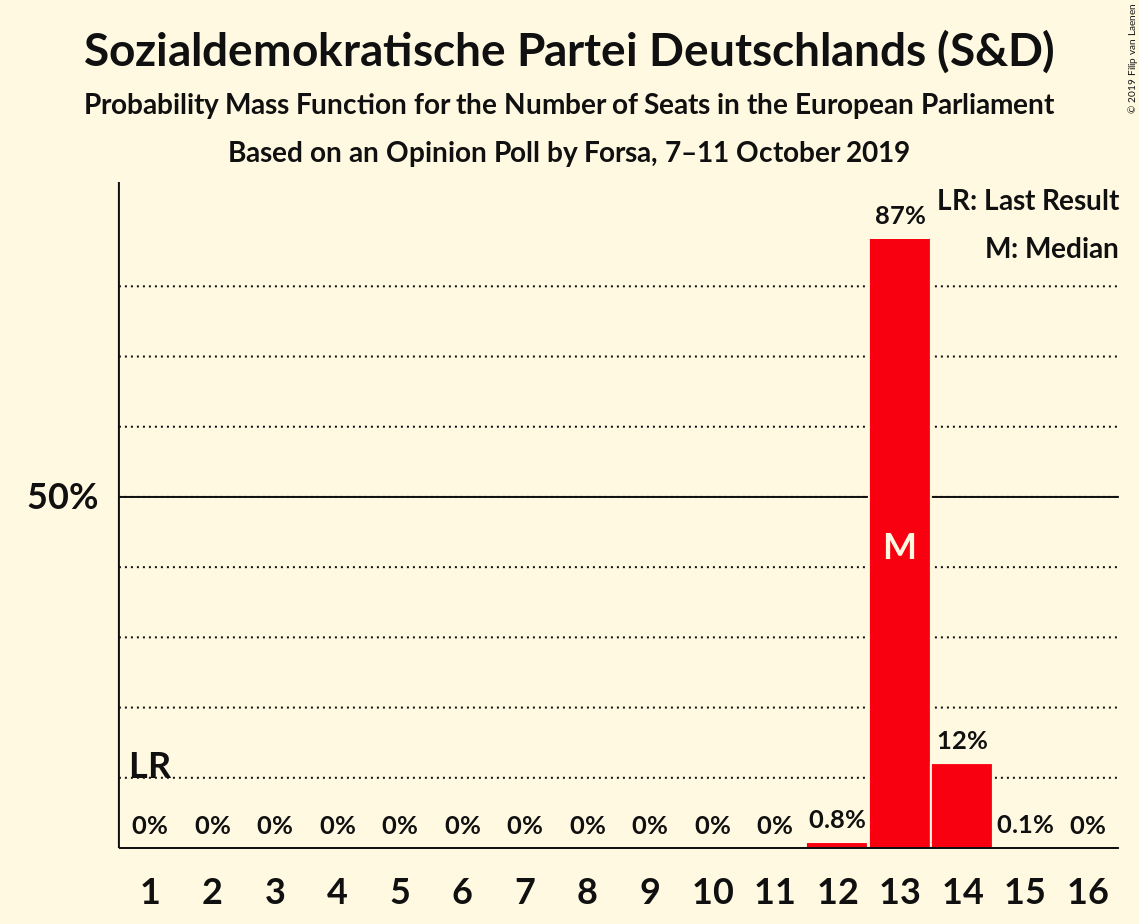 Sozialdemokratische Partei Deutschlands (S&D)
Probability Mass Function for the Number of Seats in the European Parliament
Based on an Opinion Poll by Forsa, 7–11 October 2019
© 2019 Filip van Laenen
LR: Last Result
M: Median
87%
50%
M
12%
LR
0% 0% 0% 0% 0% 0% 0% 0% 0% 0% 0% 0.8% 0.1% 0%
1 2 3 4 5 6 7 8 9 10 11 12 13 14 15 16